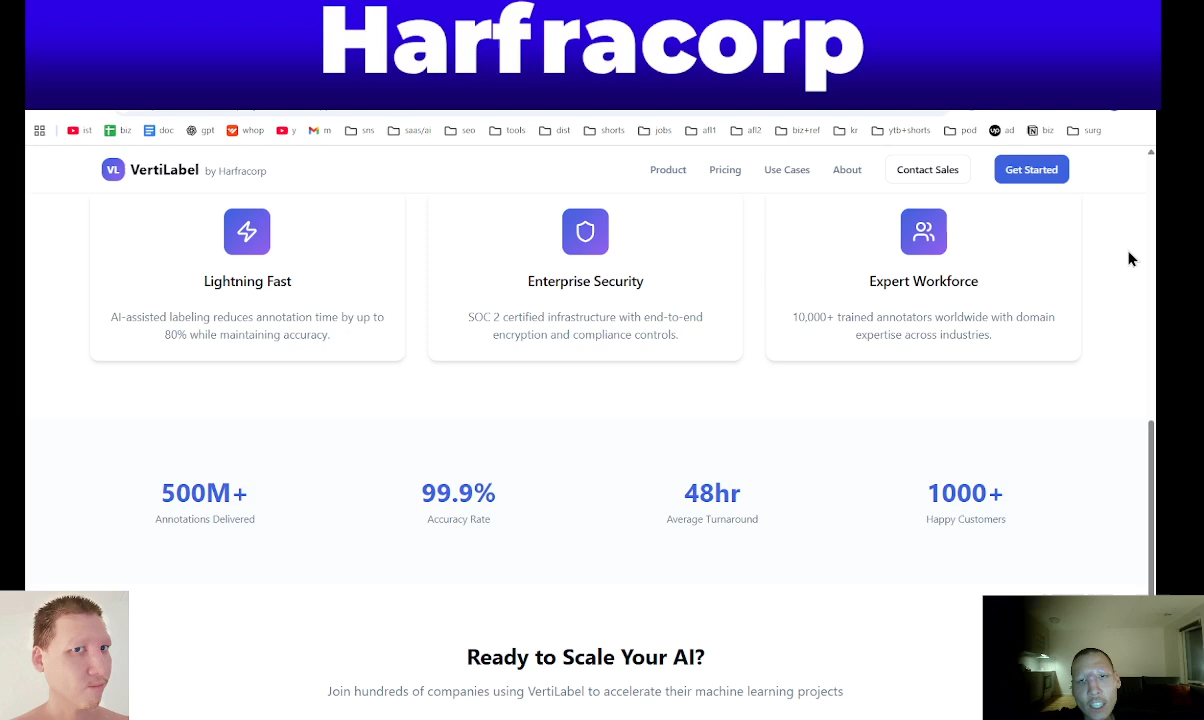 Harfracorp
ist biz doc gpt whop y m sns saas/ai seo tools dist shorts jobs afl1 afl2 biz+ref kr ytb+shorts pod up ad biz surg
VL VertiLabel by Harfracorp Product Pricing Use Cases About Contact Sales Get Started
Lightning Fast Enterprise Security Expert Workforce
AI-assisted labeling reduces annotation time by up to SOC 2 certified infrastructure with end-to-end 10,000+ trained annotators worldwide with domain
80% while maintaining accuracy. encryption and compliance controls. expertise across industries.
500M+ 99.9% 48hr 1000+
Annotations Delivered Accuracy Rate Average Turnaround Happy Customers
Ready to Scale Your AI?
Join hundreds of companies using VertiLabel to accelerate their machine learning projects